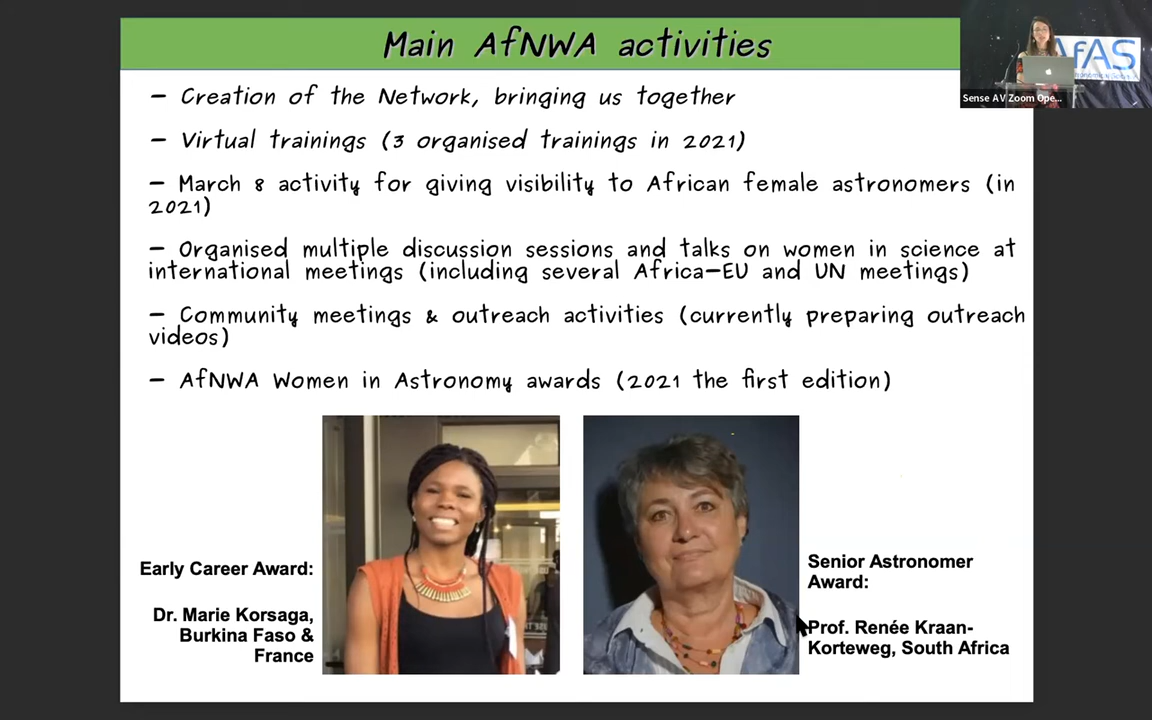 Main AfNWA activities
– Creation of the Network, bringing us together
– Virtual trainings (3 organised trainings in 2021)
– March 8 activity for giving visibility to African female astronomers (in
2021)
– Organised multiple discussion sessions and talks on women in science at
international meetings (including several Africa–EU and UN meetings)
– Community meetings & outreach activities (currently preparing outreach
videos)
– AfNWA Women in Astronomy awards (2021 the first edition)
Early Career Award:
Dr. Marie Korsaga,
Burkina Faso &
France
Senior Astronomer
Award:
Prof. Renée Kraan-
Korteweg, South Africa
AfAS
Sense AV Zoom Ope...